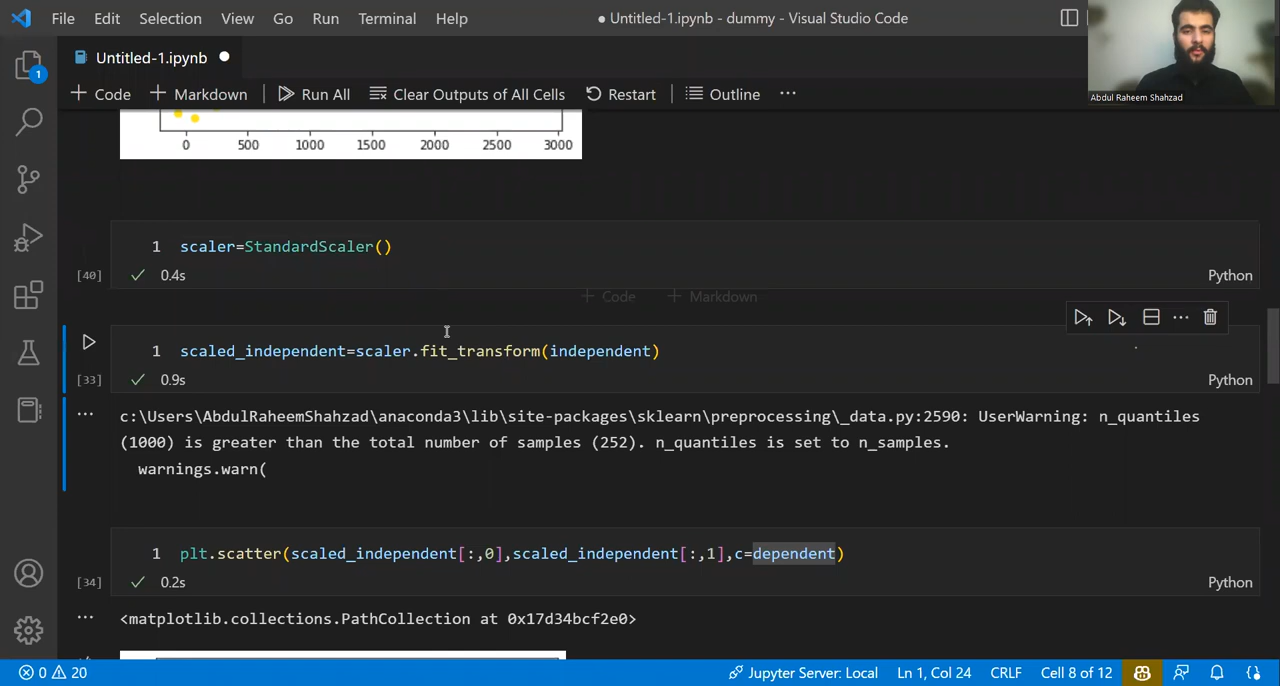 File Edit Selection View Go Run Terminal Help
● Untitled-1.ipynb - dummy - Visual Studio Code
Abdul Raheem Shahzad
1
Untitled-1.ipynb
+ Code + Markdown Run All Clear Outputs of All Cells Restart Outline ...
0 500 1000 1500 2000 2500 3000
1 scaler=StandardScaler()
[40] ✓ 0.4s Python
+ Code + Markdown
1 scaled_independent=scaler.fit_transform(independent)
[33] ✓ 0.9s Python
... c:\Users\AbdulRaheemShahzad\anaconda3\lib\site-packages\sklearn\preprocessing\_data.py:2590: UserWarning: n_quantiles
(1000) is greater than the total number of samples (252). n_quantiles is set to n_samples.
warnings.warn(
1 plt.scatter(scaled_independent[:,0],scaled_independent[:,1],c=dependent)
[34] ✓ 0.2s Python
... <matplotlib.collections.PathCollection at 0x17d34bcf2e0>
0 20 Jupyter Server: Local Ln 1, Col 24 CRLF Cell 8 of 12